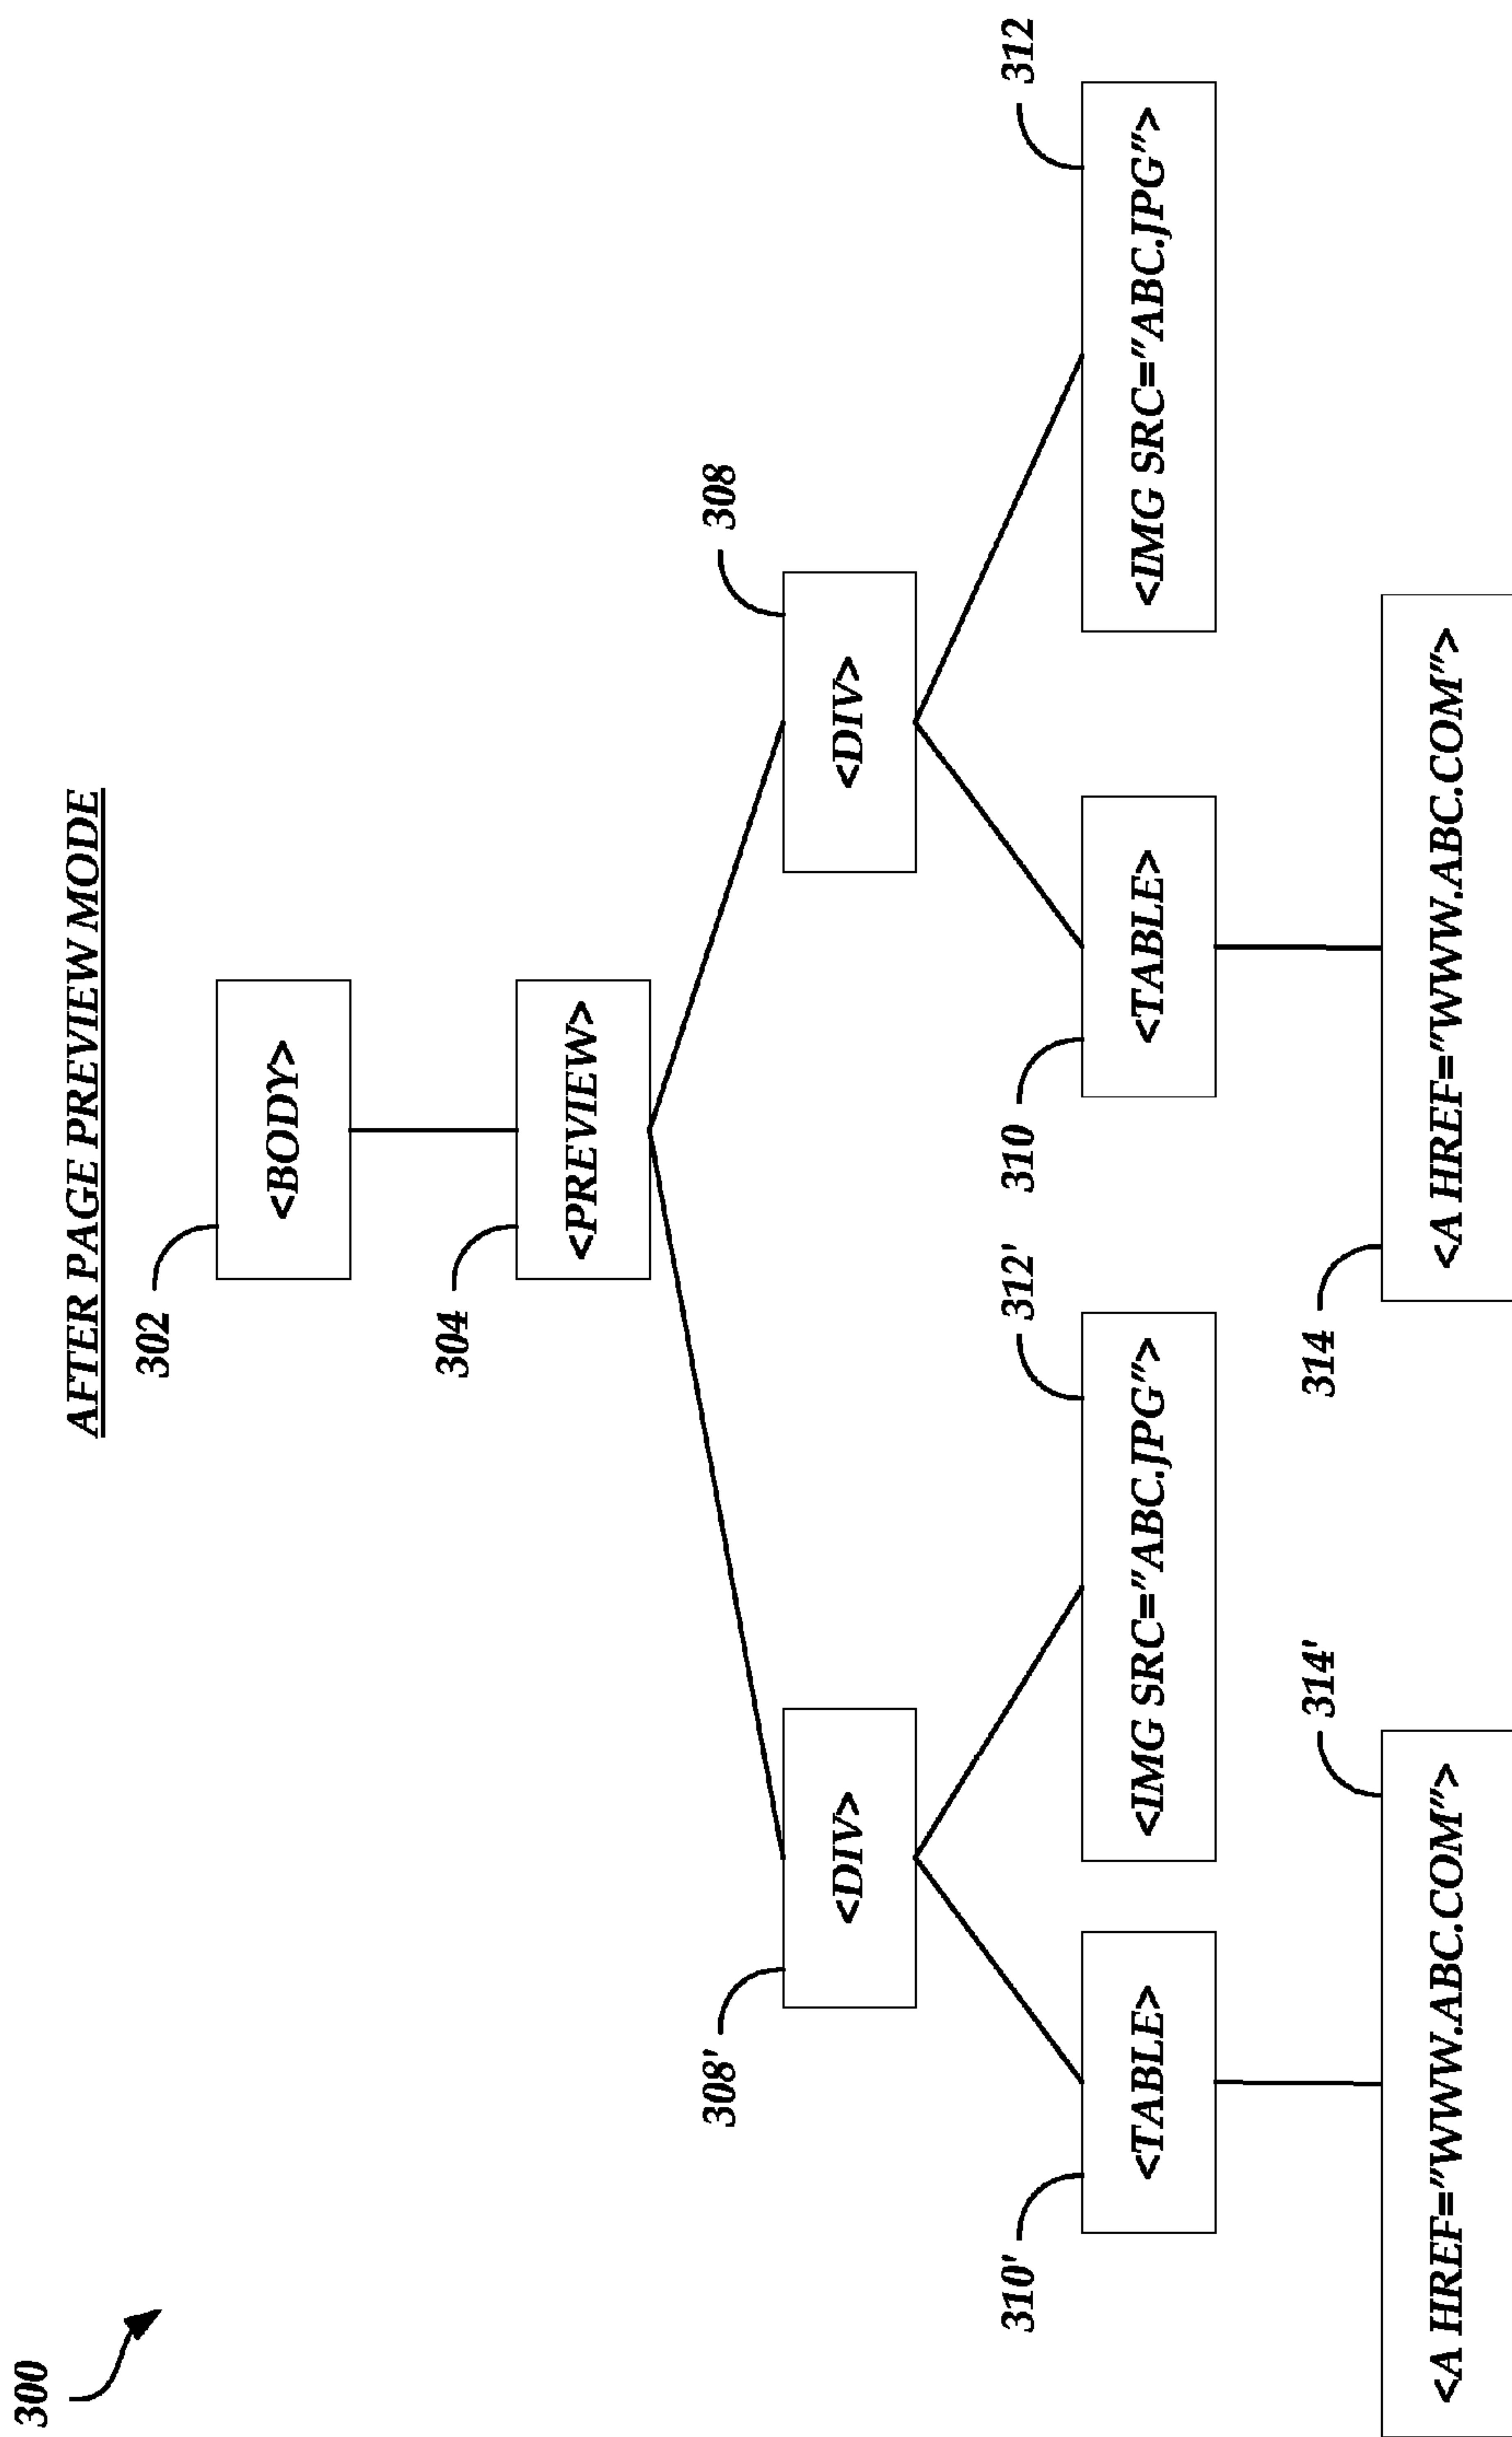 300
AFTER PAGE PREVIEW MODE
302
<BODY>
304
<PREVIEW>
308'
<DIV>
308
<DIV>
310'
<TABLE>
312'
<IMG SRC="ABC.JPG">
310
<TABLE>
312
<IMG SRC="ABC.JPG">
314'
<A HREF="WWW.ABC.COM">
314
<A HREF="WWW.ABC.COM">